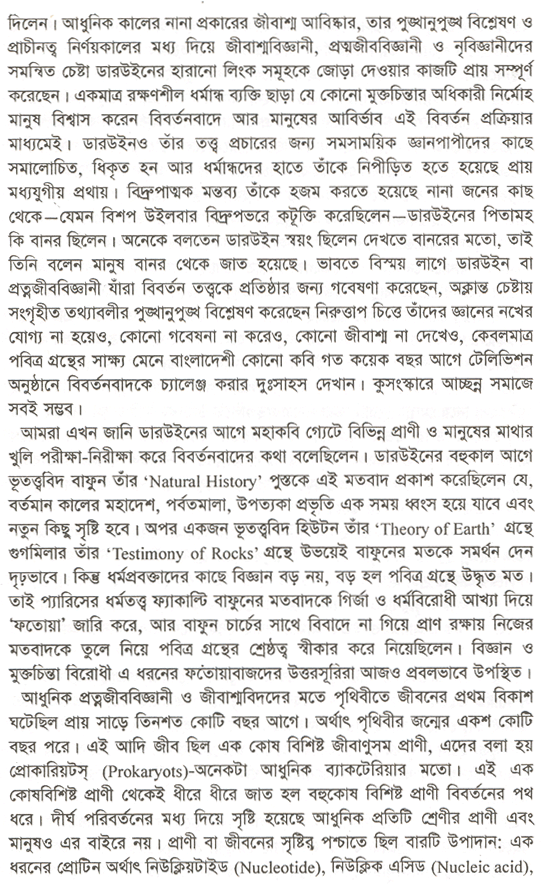 দিলেন। আধুনিক কালের নানা প্রকারের জীবাশ্ম আবিষ্কার, তার পুঙ্খানুপুঙ্খ বিশ্লেষণ ও
প্রাচীনত্ব নির্ণয়কালের মধ্য দিয়ে জীবাশ্মবিজ্ঞানী, প্রত্মজীববিজ্ঞানী ও নৃবিজ্ঞানীদের
সমন্বিত চেষ্টা ডারউইনের হারানো লিংক সমূহকে জোড়া দেওয়ার কাজটি প্রায় সম্পূর্ণ
করেছেন। একমাত্র রক্ষণশীল ধর্মান্ধ ব্যক্তি ছাড়া যে কোনো মুক্তচিন্তার অধিকারী নির্মোহ
মানুষ বিশ্বাস করেন বিবর্তনবাদে আর মানুষের আবির্ভাব এই বিবর্তন প্রক্রিয়ার
মাধ্যমেই। ডারউইনও তাঁর তত্ত্ব প্রচারের জন্য সমসাময়িক জ্ঞানপাপীদের কাছে
সমালোচিত, ধিকৃত হন আর ধর্মান্ধদের হাতে তাঁকে নিপীড়িত হতে হয়েছে প্রায়
মধ্যযুগীয় প্রথায়। বিদ্রুপাত্মক মন্তব্য তাঁকে হজম করতে হয়েছে নানা জনের কাছ
থেকে—যেমন বিশপ উইলবার বিদ্রুপভরে কটূক্তি করেছিলেন—ডারউইনের পিতামহ
কি বানর ছিলেন। অনেকে বলতেন ডারউইন স্বয়ং ছিলেন দেখতে বানরের মতো, তাই
তিনি বলেন মানুষ বানর থেকে জাত হয়েছে। ভাবতে বিস্ময় লাগে ডারউইন বা
প্রত্নজীববিজ্ঞানী যাঁরা বিবর্তন তত্ত্বকে প্রতিষ্ঠার জন্য গবেষণা করেছেন, অক্লান্ত চেষ্টায়
সংগৃহীত তথ্যাবলীর পুঙ্খানুপুঙ্খ বিশ্লেষণ করেছেন নিরুত্তাপ চিত্তে তাঁদের জ্ঞানের নখের
যোগ্য না হয়েও, কোনো গবেষনা না করেও, কোনো জীবাশ্ম না দেখেও, কেবলমাত্র
পবিত্র গ্রন্থের সাক্ষ্য মেনে বাংলাদেশী কোনো কবি গত কয়েক বছর আগে টেলিভিশন
অনুষ্ঠানে বিবর্তনবাদকে চ্যালেঞ্জ করার দুঃসাহস দেখান। কুসংস্কারে আচ্ছন্ন সমাজে
সবই সম্ভব।
আমরা এখন জানি ডারউইনের আগে মহাকবি গ্যেটে বিভিন্ন প্রাণী ও মানুষের মাথার
খুলি পরীক্ষা-নিরীক্ষা করে বিবর্তনবাদের কথা বলেছিলেন। ডারউইনের বহুকাল আগে
ভূতত্ত্ববিদ বাফুন তাঁর ‘Natural History’ পুস্তকে এই মতবাদ প্রকাশ করেছিলেন যে,
বর্তমান কালের মহাদেশ, পর্বতমালা, উপত্যকা প্রভৃতি এক সময় ধ্বংস হয়ে যাবে এবং
নতুন কিছু সৃষ্টি হবে। অপর একজন ভূতত্ত্ববিদ হিউটন তাঁর ‘Theory of Earth’ গ্রন্থে
গুগমিলার তাঁর ‘Testimony of Rocks’ গ্রন্থে উভয়েই বাফুনের মতকে সমর্থন দেন
দৃঢ়ভাবে। কিন্তু ধর্মপ্রবক্তাদের কাছে বিজ্ঞান বড় নয়, বড় হল পবিত্র গ্রন্থে উদ্ধৃত মত।
তাই প্যারিসের ধর্মতত্ত্ব ফ্যাকাল্টি বাফুনের মতবাদকে গির্জা ও ধর্মবিরোধী আখ্যা দিয়ে
‘ফতোয়া’ জারি করে, আর বাফুন চার্চের সাথে বিবাদে না গিয়ে প্রাণ রক্ষায় নিজের
মতবাদকে তুলে নিয়ে পবিত্র গ্রন্থের শ্রেষ্ঠত্ব স্বীকার করে নিয়েছিলেন। বিজ্ঞান ও
মুক্তচিন্তা বিরোধী এ ধরনের ফতোয়াবাজদের উত্তরসূরিরা আজও প্রবলভাবে উপস্থিত।
আধুনিক প্রত্নজীববিজ্ঞানী ও জীবাশ্মবিদদের মতে পৃথিবীতে জীবনের প্রথম বিকাশ
ঘটেছিল প্রায় সাড়ে তিনশত কোটি বছর আগে। অর্থাৎ পৃথিবীর জন্মের একশ কোটি
বছর পরে। এই আদি জীব ছিল এক কোষ বিশিষ্ট জীবাণুসম প্রাণী, এদের বলা হয়
প্রোকারিয়টস্ (Prokaryots)-অনেকটা আধুনিক ব্যাকটেরিয়ার মতো। এই এক
কোষবিশিষ্ট প্রাণী থেকেই ধীরে ধীরে জাত হল বহুকোষ বিশিষ্ট প্রাণী বিবর্তনের পথ
ধরে। দীর্ঘ পরিবর্তনের মধ্য দিয়ে সৃষ্টি হয়েছে আধুনিক প্রতিটি শ্রেণীর প্রাণী এবং
মানুষও এর বাইরে নয়। প্রাণী বা জীবনের সৃষ্টির পশ্চাতে ছিল বারটি উপাদান: এক
ধরনের প্রোটিন অর্থাৎ নিউক্লিয়টাইড (Nucleotide), নিউক্লিক এসিড (Nucleic acid),